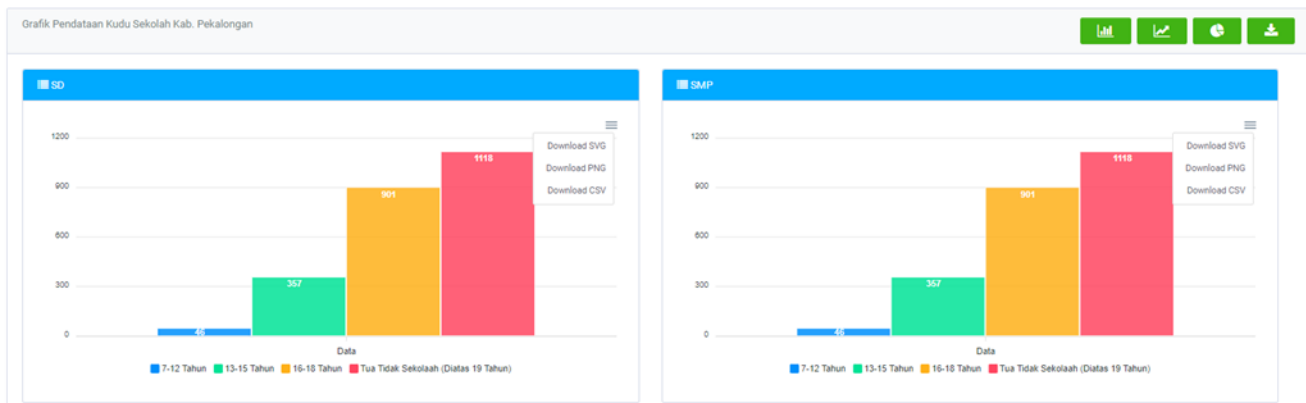 Grafik Pendataan Kudu Sekolah Kab. Pekalongan
SD
1200
900
600
300
0
46
357
901
1118
Download SVG
Download PNG
Download CSV
Data
7-12 Tahun 13-15 Tahun 16-18 Tahun Tua Tidak Sekolaah (Diatas 19 Tahun)
SMP
1200
900
600
300
0
46
357
901
1118
Download SVG
Download PNG
Download CSV
Data
7-12 Tahun 13-15 Tahun 16-18 Tahun Tua Tidak Sekolaah (Diatas 19 Tahun)